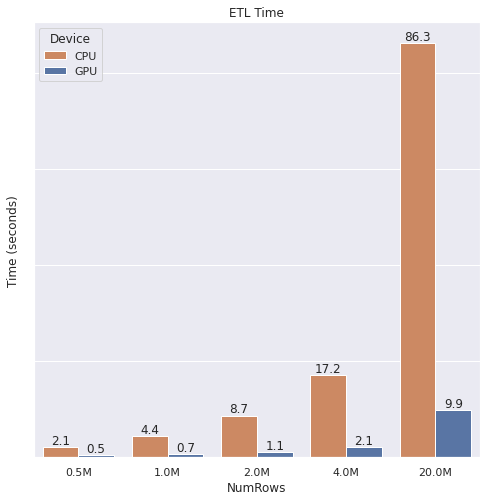 ETL Time
Device
CPU
GPU
86.3
17.2
9.9
8.7
4.4
2.1
2.1
1.1
0.7
0.5
Time (seconds)
0.5M 1.0M 2.0M 4.0M 20.0M
NumRows